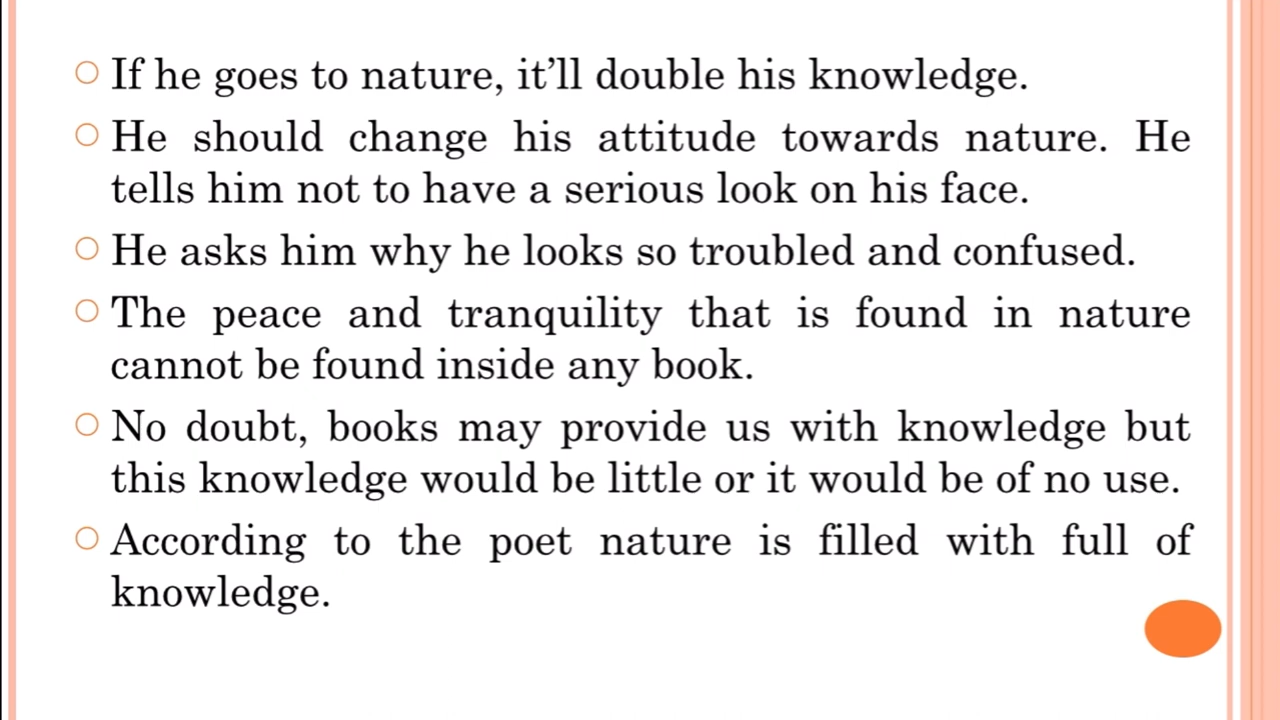 If he goes to nature, it’ll double his knowledge.
He should change his attitude towards nature. He
tells him not to have a serious look on his face.
He asks him why he looks so troubled and confused.
The peace and tranquility that is found in nature
cannot be found inside any book.
No doubt, books may provide us with knowledge but
this knowledge would be little or it would be of no use.
According to the poet nature is filled with full of
knowledge.